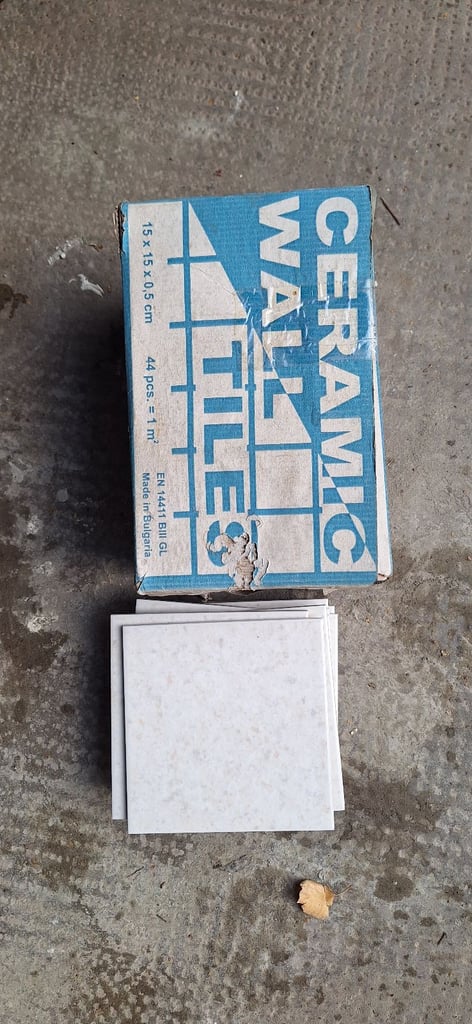 CERAMIC
WALL
TILES
15 x 15 x 0,5 cm
44 pcs. = 1 m²
EN 14411 BIII GL
Made in Bulgaria